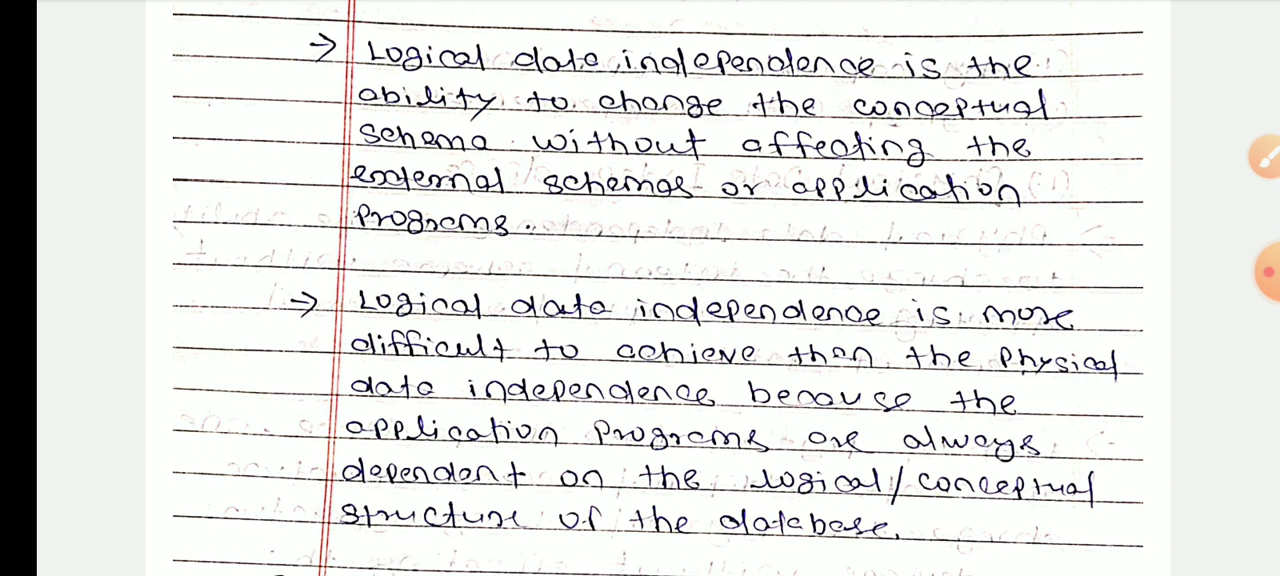 → Logical data independence is the
ability to change the conceptual
schema without affecting the
external schemas or application
programs.
→ Logical data independence is more
difficult to achieve than the physical
data independence because the
application programs are always
dependent on the logical/conceptual
structure of the database.